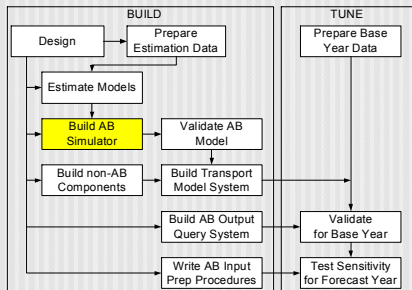 BUILD
TUNE
Design
Prepare
Estimation Data
Prepare Base
Year Data
Estimate Models
Build AB
Simulator
Validate AB
Model
Build non-AB
Components
Build Transport
Model System
Build AB Output
Query System
Validate
for Base Year
Write AB Input
Prep Procedures
Test Sensitivity
for Forecast Year